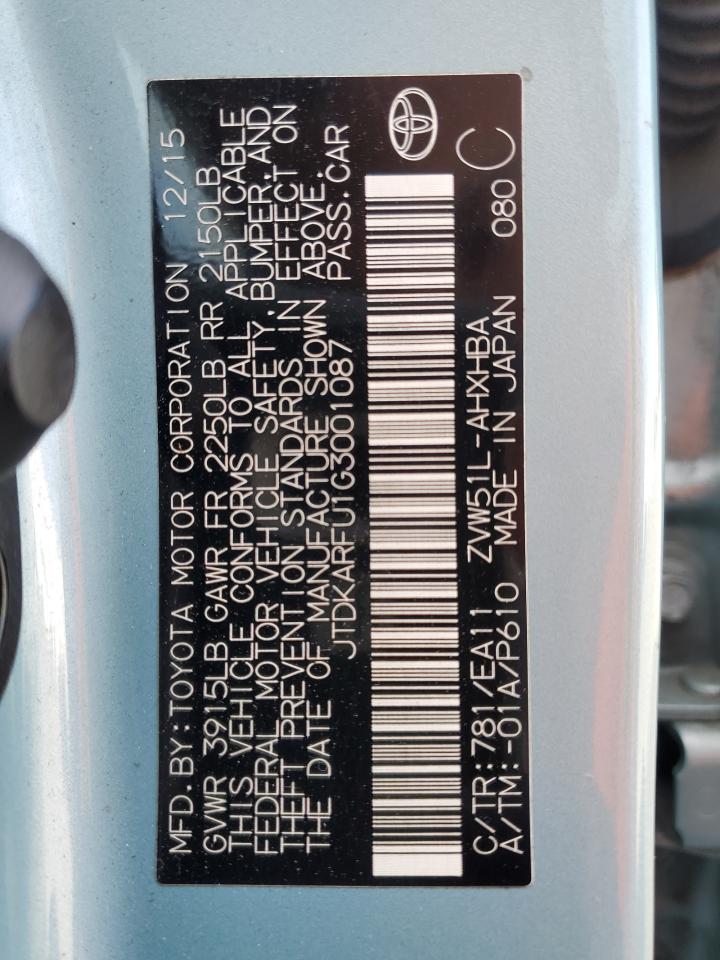 MFD.BY:TOYOTA MOTOR CORPORATION 12/15
GVWR 3915LB GAWR FR 2250LB RR 2150LB
THIS VEHICLE CONFORMS TO ALL APPLICABLE
FEDERAL MOTOR VEHICLE SAFETY,BUMPER,AND
THEFT PREVENTION STANDARDS IN EFFECT ON
THE DATE OF MANUFACTURE SHOWN ABOVE.
JTDKARFU1G3001087 PASS.CAR
C/TR:781/EA11 ZVW51L-AHXHBA
A/TM:-01A/P610 MADE IN JAPAN 080 C